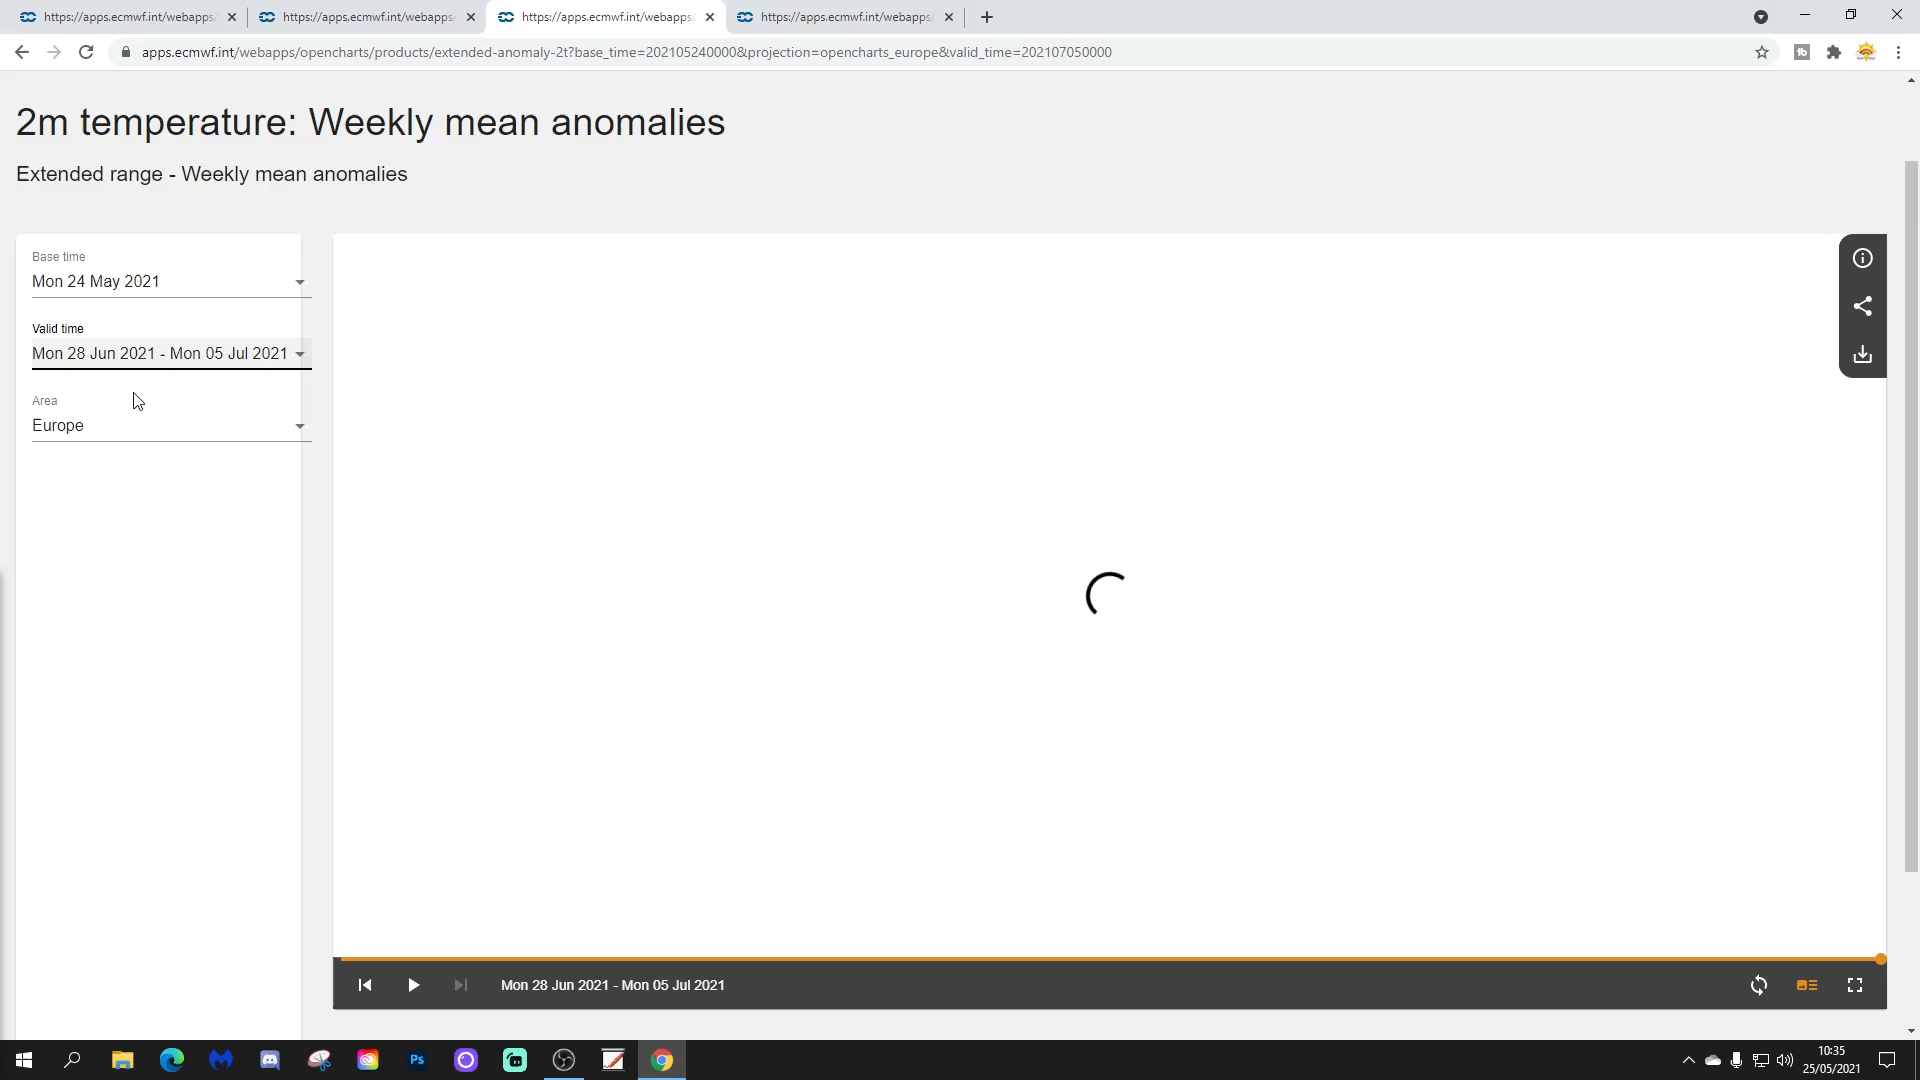 https://apps.ecmwf.int/webapps/
https://apps.ecmwf.int/webapps/
https://apps.ecmwf.int/webapps/
https://apps.ecmwf.int/webapps/
apps.ecmwf.int/webapps/opencharts/products/extended-anomaly-2t?base_time=202105240000&projection=opencharts_europe&valid_time=202107050000
2m temperature: Weekly mean anomalies
Extended range - Weekly mean anomalies
Base time
Mon 24 May 2021
Valid time
Mon 28 Jun 2021 - Mon 05 Jul 2021
Area
Europe
Mon 28 Jun 2021 - Mon 05 Jul 2021
Ps
10:35
25/05/2021